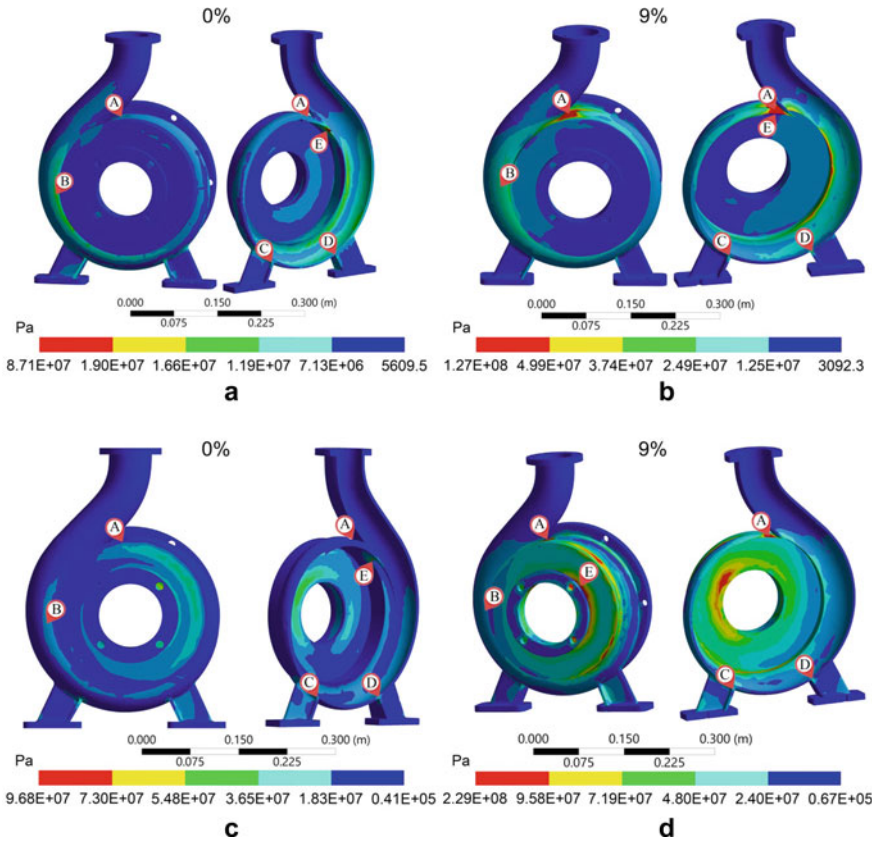 0%
A
A
B
E
C
D
0.000 0.150 0.300 (m)
0.075 0.225
Pa
8.71E+07 1.90E+07 1.66E+07 1.19E+07 7.13E+06 5609.5
a
9%
A
A
E
B
C
D
0.000 0.150 0.300 (m)
0.075 0.225
Pa
1.27E+08 4.99E+07 3.74E+07 2.49E+07 1.25E+07 3092.3
b
0%
A
A
E
B
C
D
0.000 0.150 0.300 (m)
0.075 0.225
Pa
9.68E+07 7.30E+07 5.48E+07 3.65E+07 1.83E+07 0.41E+05
c
9%
A
A
E
B
C
D
0.000 0.150 0.300 (m)
0.075 0.225
Pa
2.29E+08 9.58E+07 7.19E+07 4.80E+07 2.40E+07 0.67E+05
d